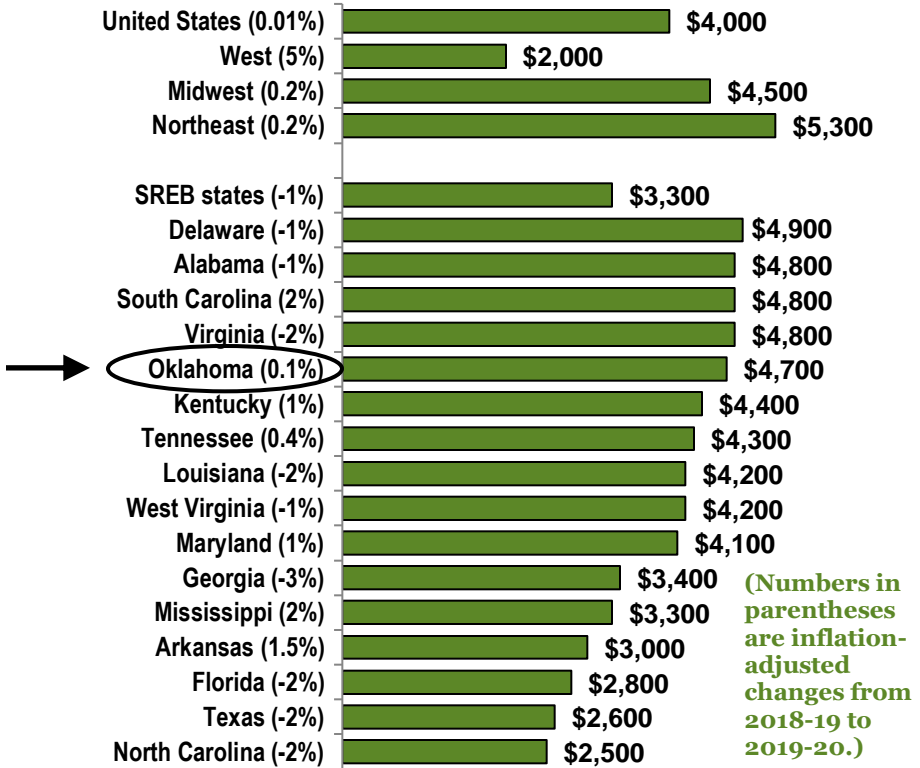 United States (0.01%) $4,000
West (5%) $2,000
Midwest (0.2%) $4,500
Northeast (0.2%) $5,300
SREB states (-1%) $3,300
Delaware (-1%) $4,900
Alabama (-1%) $4,800
South Carolina (2%) $4,800
Virginia (-2%) $4,800
Oklahoma (0.1%) $4,700
Kentucky (1%) $4,400
Tennessee (0.4%) $4,300
Louisiana (-2%) $4,200
West Virginia (-1%) $4,200
Maryland (1%) $4,100
Georgia (-3%) $3,400
Mississippi (2%) $3,300
Arkansas (1.5%) $3,000
Florida (-2%) $2,800
Texas (-2%) $2,600
North Carolina (-2%) $2,500
(Numbers in
parentheses
are inflation-
adjusted
changes from
2018-19 to
2019-20.)